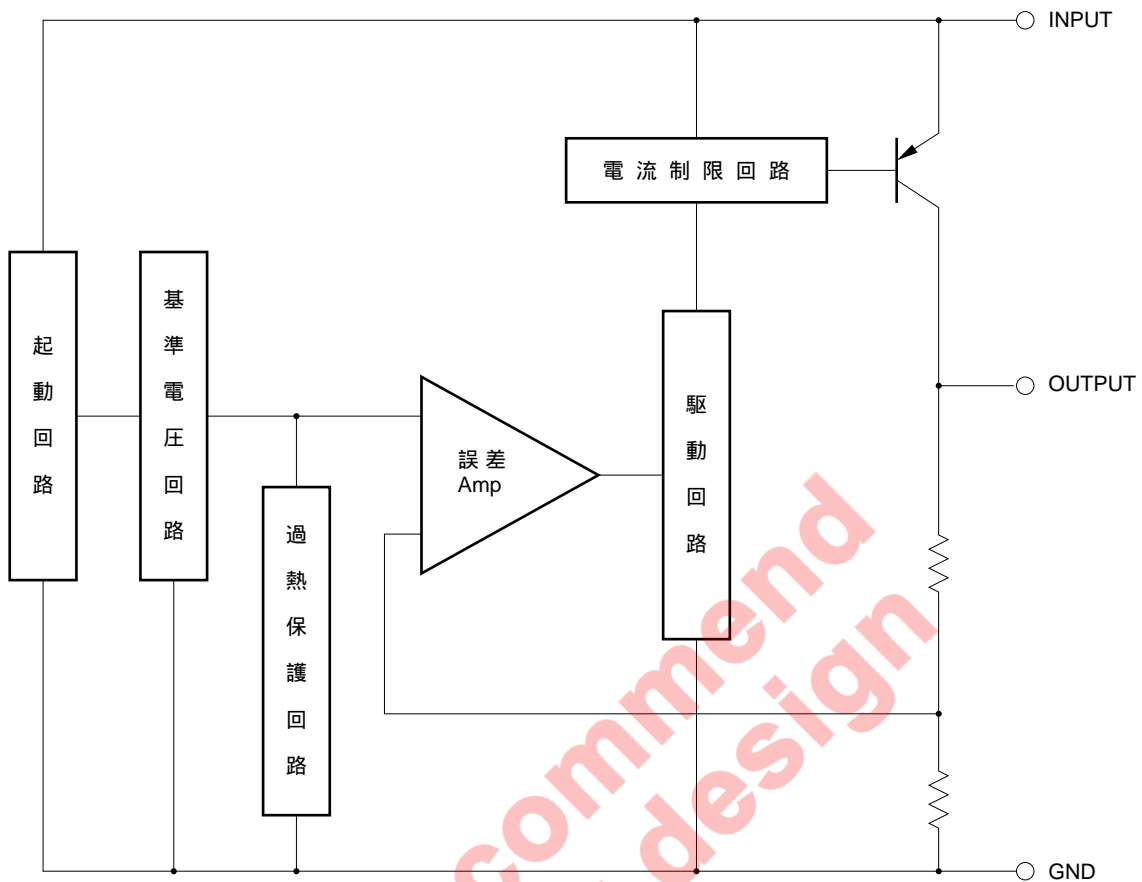 INPUT
電流制限回路
起動回路
基準電圧回路
OUTPUT
誤差
Amp
駆動回路
過熱保護回路
commend
design
GND